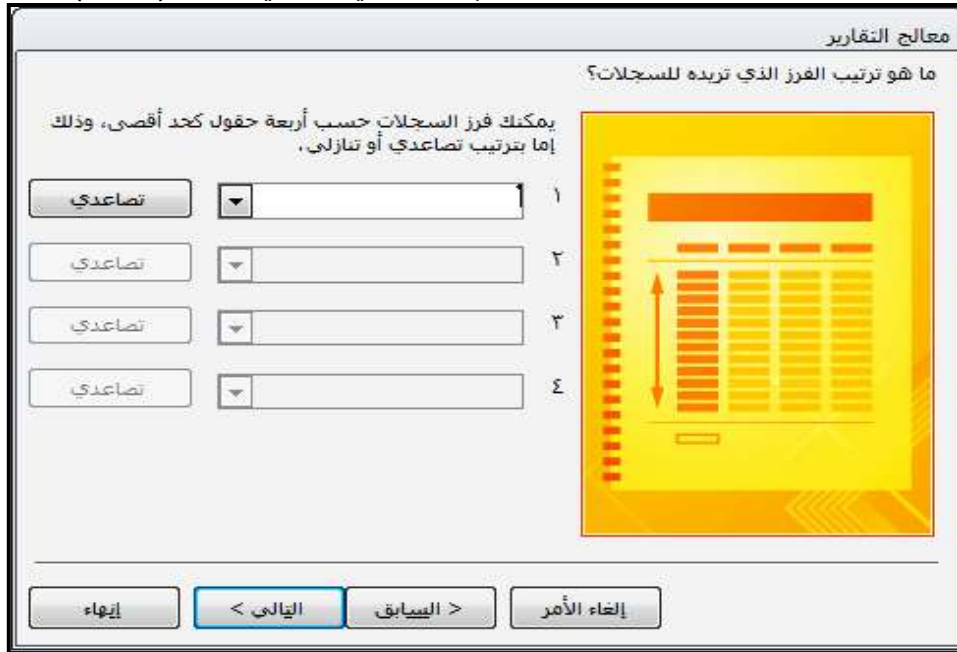 معالج التقارير
ما هو ترتيب الفرز الذي تريده للسجلات؟
يمكنك فرز السجلات حسب أربعة حقول كحد أقصى، وذلك
إما بترتيب تصاعدي أو تنازلي.
١ تصاعدي
٢ تصاعدي
٣ تصاعدي
٤ تصاعدي
إلغاء الأمر < السابق التالي > إنهاء